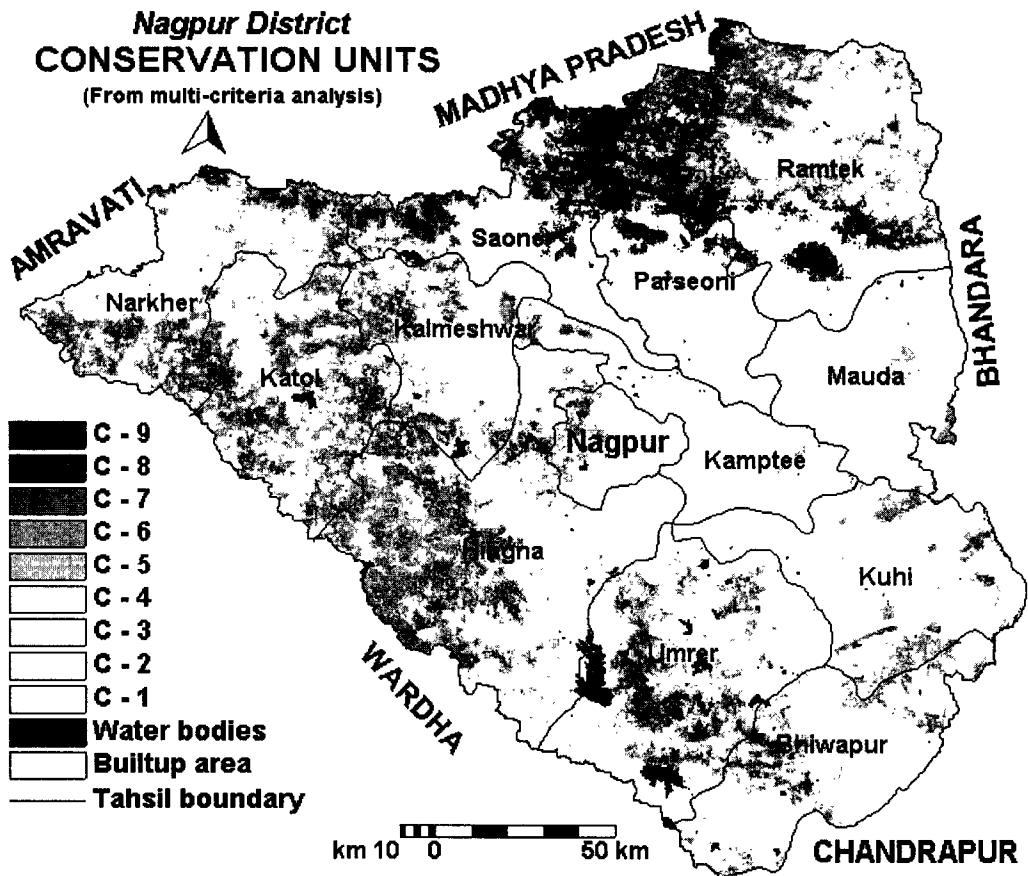 Nagpur District
CONSERVATION UNITS
(From multi-criteria analysis)
MADHYA PRADESH
AMRAVATI
BHANDARA
WARDHA
CHANDRAPUR
Ramtek
Saoner
Parseoni
Narkher
Kalmeshwar
Katol
Mauda
Nagpur
Kamptee
Hingna
Kuhi
Umrer
Bhiwapur
C - 9
C - 8
C - 7
C - 6
C - 5
C - 4
C - 3
C - 2
C - 1
Water bodies
Builtup area
Tahsil boundary
km 10 0 50 km